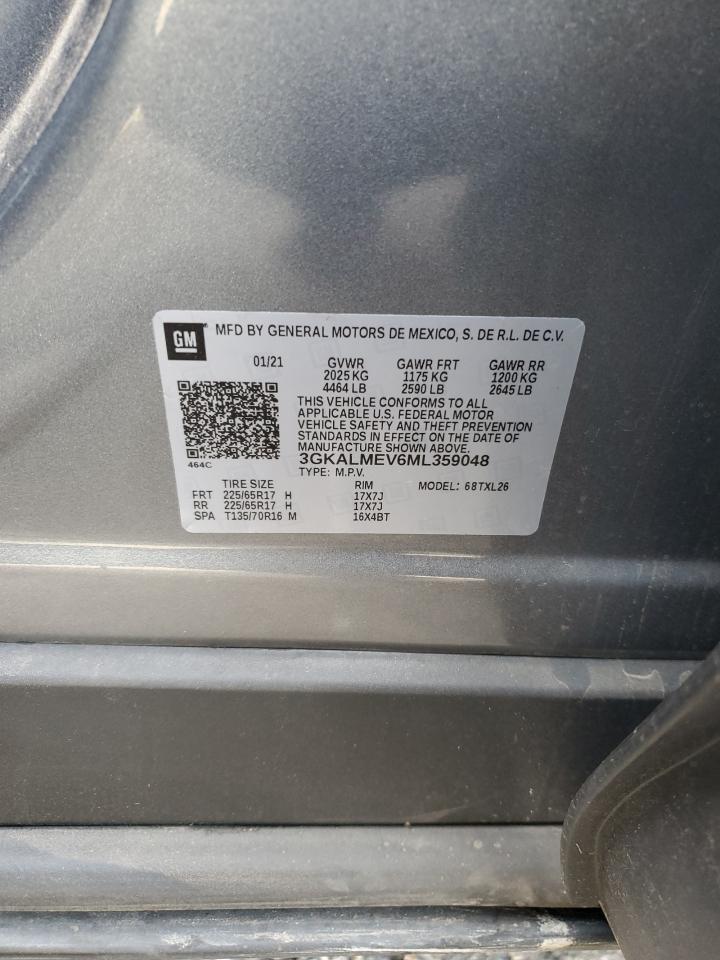 GM MFD BY GENERAL MOTORS DE MEXICO, S. DE R.L. DE C.V.
01/21 GVWR GAWR FRT GAWR RR
2025 KG 1175 KG 1200 KG
4464 LB 2590 LB 2645 LB
THIS VEHICLE CONFORMS TO ALL
APPLICABLE U.S. FEDERAL MOTOR
VEHICLE SAFETY AND THEFT PREVENTION
STANDARDS IN EFFECT ON THE DATE OF
MANUFACTURE SHOWN ABOVE.
464C 3GKALMEV6ML359048
TYPE: M.P.V.
TIRE SIZE RIM MODEL: 68TXL26
FRT 225/65R17 H 17X7J
RR 225/65R17 H 17X7J
SPA T135/70R16 M 16X4BT